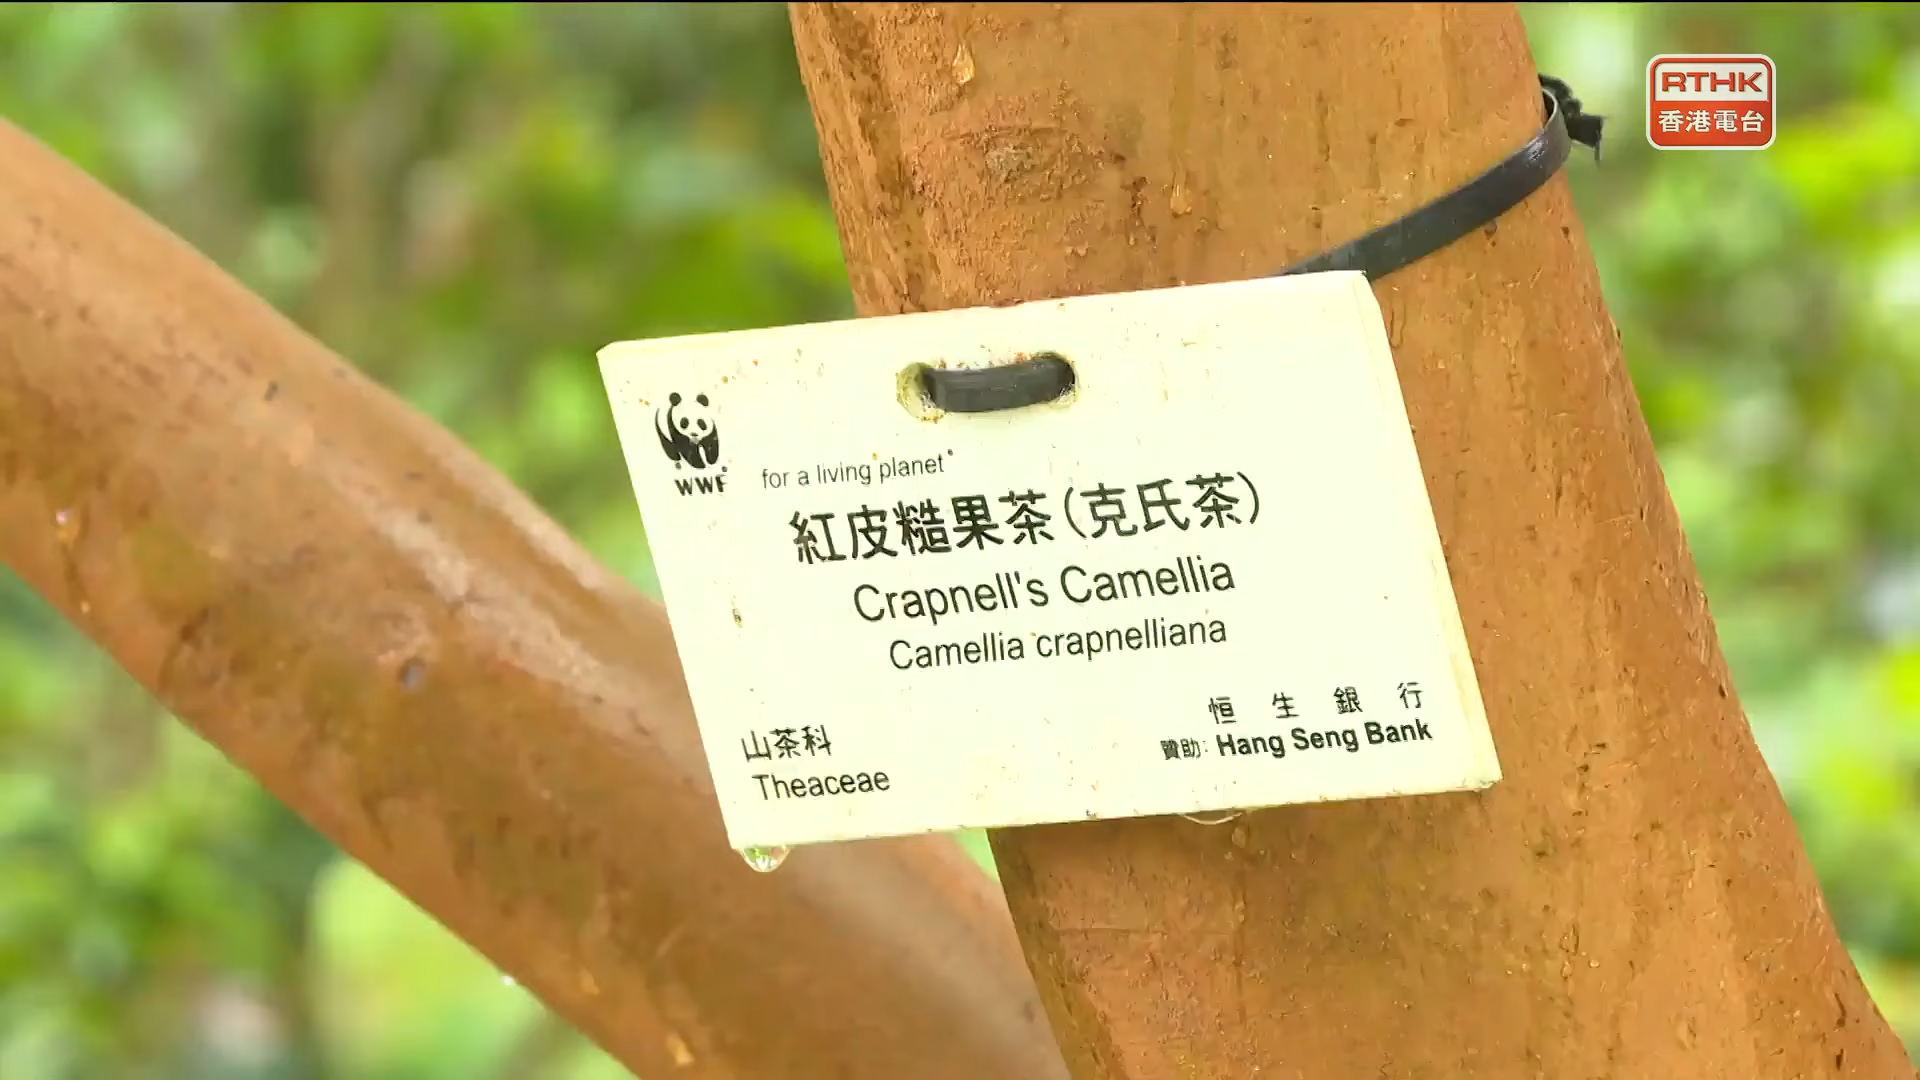 RTHK
香港電台
WWF
for a living planet
紅皮糙果茶(克氏茶)
Crapnell's Camellia
Camellia crapnelliana
山茶科
Theaceae
恒生銀行
贊助: Hang Seng Bank